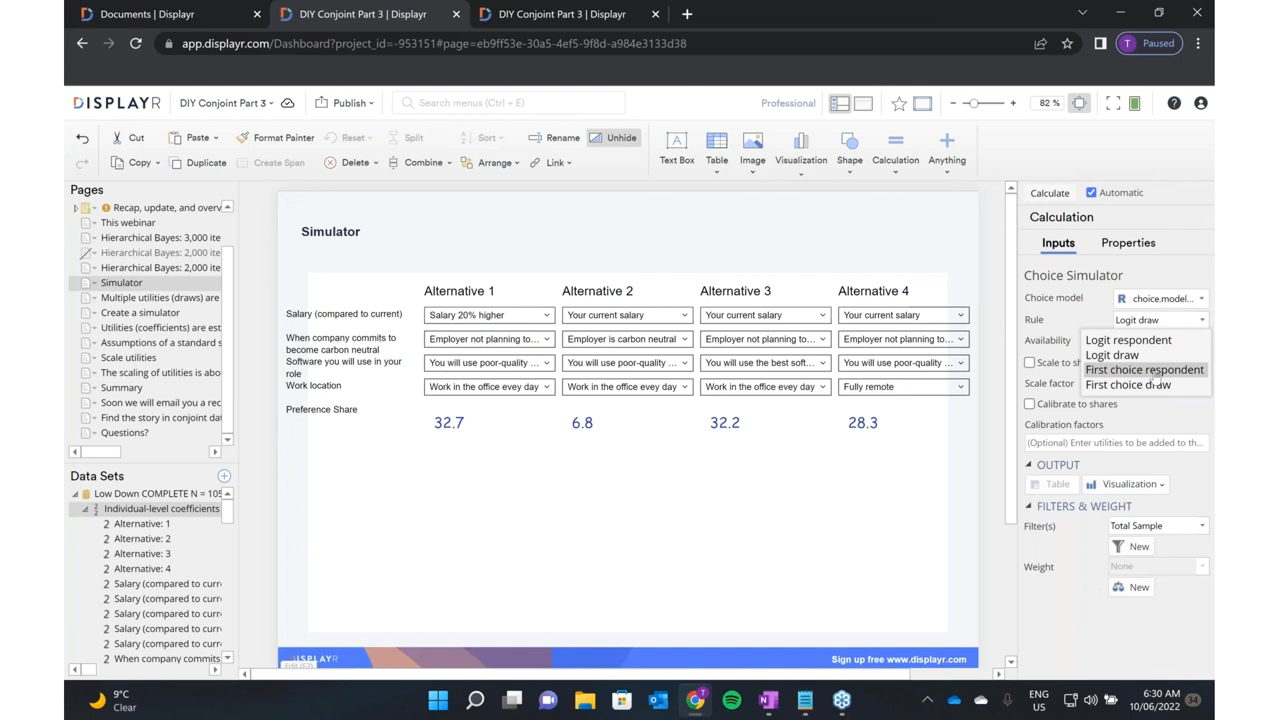 Documents | Displayr
DIY Conjoint Part 3 | Displayr
DIY Conjoint Part 3 | Displayr
app.displayr.com/Dashboard?project_id=-953151#page=eb9ff53e-30a5-4ef5-9f8d-a984e3133d38
T Paused
DISPLAYR
DIY Conjoint Part 3
Publish
Search menus (Ctrl + E)
Professional
82 %
Cut
Paste
Format Painter
Reset
Split
Sort
Rename
Unhide
Copy
Duplicate
Create Span
Delete
Combine
Arrange
Link
Text Box
Table
Image
Visualization
Shape
Calculation
Anything
Pages
Recap, update, and overv
This webinar
Hierarchical Bayes: 3,000 ite
Hierarchical Bayes: 2,000 ite
Hierarchical Bayes: 2,000 ite
Simulator
Multiple utilities (draws) are
Create a simulator
Utilities (coefficients) are est
Assumptions of a standard s
Scale utilities
The scaling of utilities is abou
Summary
Soon we will email you a rec
Find the story in conjoint dat
Questions?
Data Sets
Low Down COMPLETE N = 105
Individual-level coefficients
2 Alternative: 1
2 Alternative: 2
2 Alternative: 3
2 Alternative: 4
2 Salary (compared to curre
2 Salary (compared to curre
2 Salary (compared to curre
2 Salary (compared to curre
2 Salary (compared to curre
2 When company commits
Simulator
Alternative 1
Alternative 2
Alternative 3
Alternative 4
Salary (compared to current)
Salary 20% higher
Your current salary
Your current salary
Your current salary
When company commits to
become carbon neutral
Employer not planning to...
Employer is carbon neutral
Employer not planning to...
Employer not planning to...
Software you will use in your
role
You will use poor-quality ...
You will use poor-quality ...
You will use the best soft...
You will use poor-quality ...
Work location
Work in the office every day
Work in the office every day
Work in the office every day
Fully remote
Preference Share
32.7
6.8
32.2
28.3
DISPLAYR
Edit (F2)
Sign up free www.displayr.com
Calculate
Automatic
Calculation
Inputs
Properties
Choice Simulator
Choice model
R choice.model...
Rule
Logit draw
Logit respondent
Logit draw
First choice respondent
First choice draw
Availability
Scale to sh
Scale factor
Calibrate to shares
Calibration factors
(Optional) Enter utilities to be added to th...
OUTPUT
Table
Visualization
FILTERS & WEIGHT
Filter(s)
Total Sample
New
Weight
None
New
9°C
Clear
ENG
US
6:30 AM
10/06/2022
34